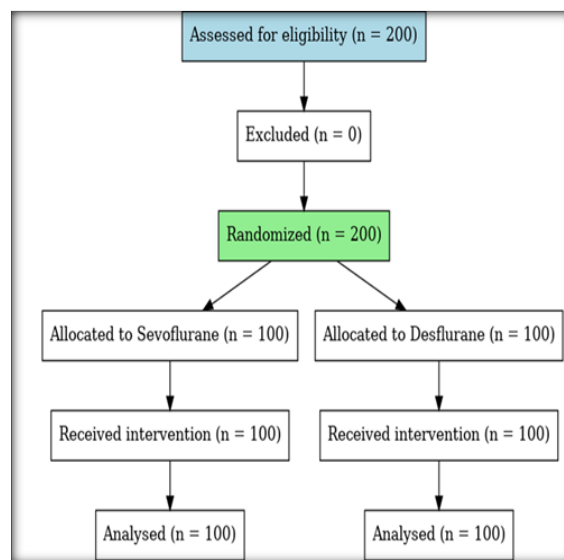 Assessed for eligibility (n = 200)
Excluded (n = 0)
Randomized (n = 200)
Allocated to Sevoflurane (n = 100)
Allocated to Desflurane (n = 100)
Received intervention (n = 100)
Received intervention (n = 100)
Analysed (n = 100)
Analysed (n = 100)